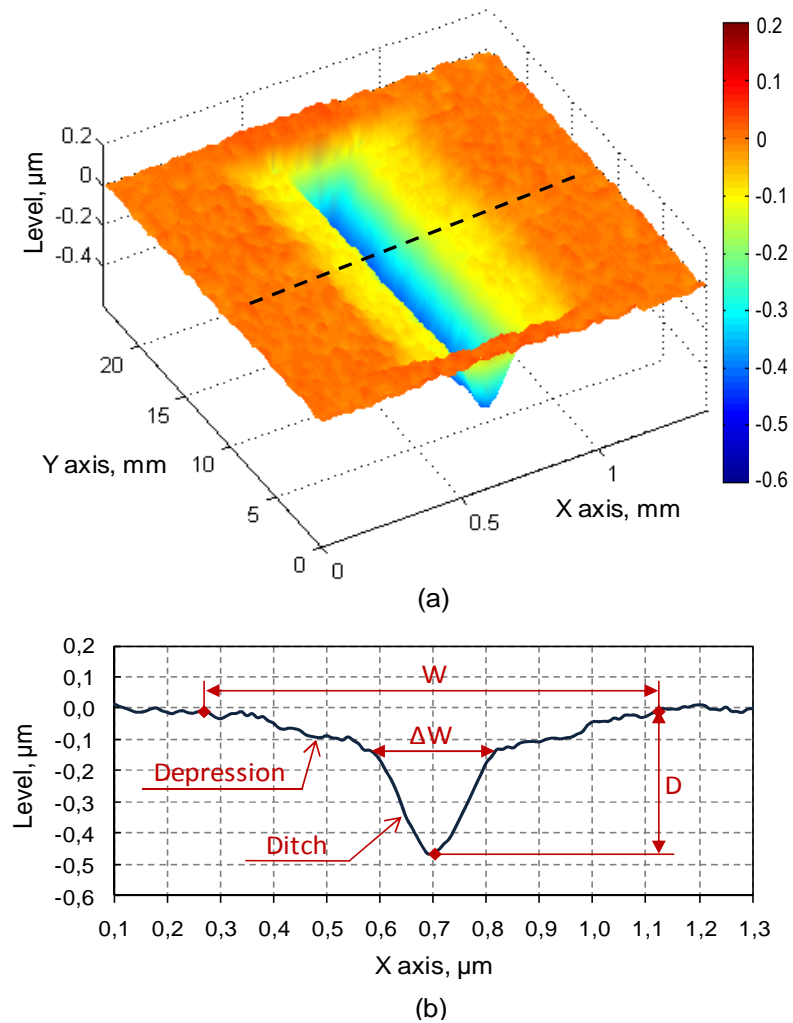 0.2
0
-0.2
-0.4
Level, µm
20
15
10
5
0
Y axis, mm
0
0.5
1
X axis, mm
0.2
0.1
0
-0.1
-0.2
-0.3
-0.4
-0.5
-0.6
(a)
0,2
0,1
0,0
-0,1
-0,2
-0,3
-0,4
-0,5
-0,6
Level, µm
W
ΔW
Depression
D
Ditch
0,1 0,2 0,3 0,4 0,5 0,6 0,7 0,8 0,9 1,0 1,1 1,2 1,3
X axis, µm
(b)